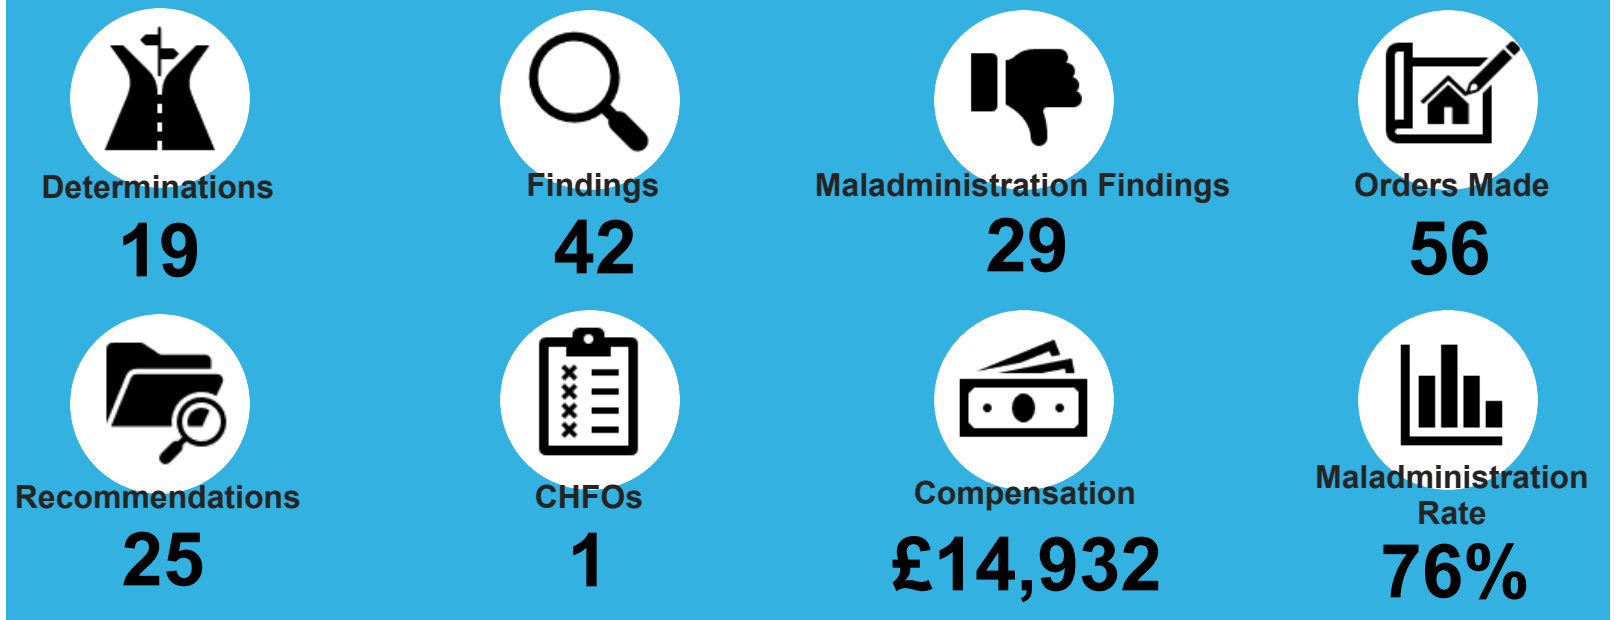 Determinations
19
Findings
42
Maladministration Findings
29
Orders Made
56
Recommendations
25
CHFOs
1
Compensation
£14,932
Maladministration
Rate
76%